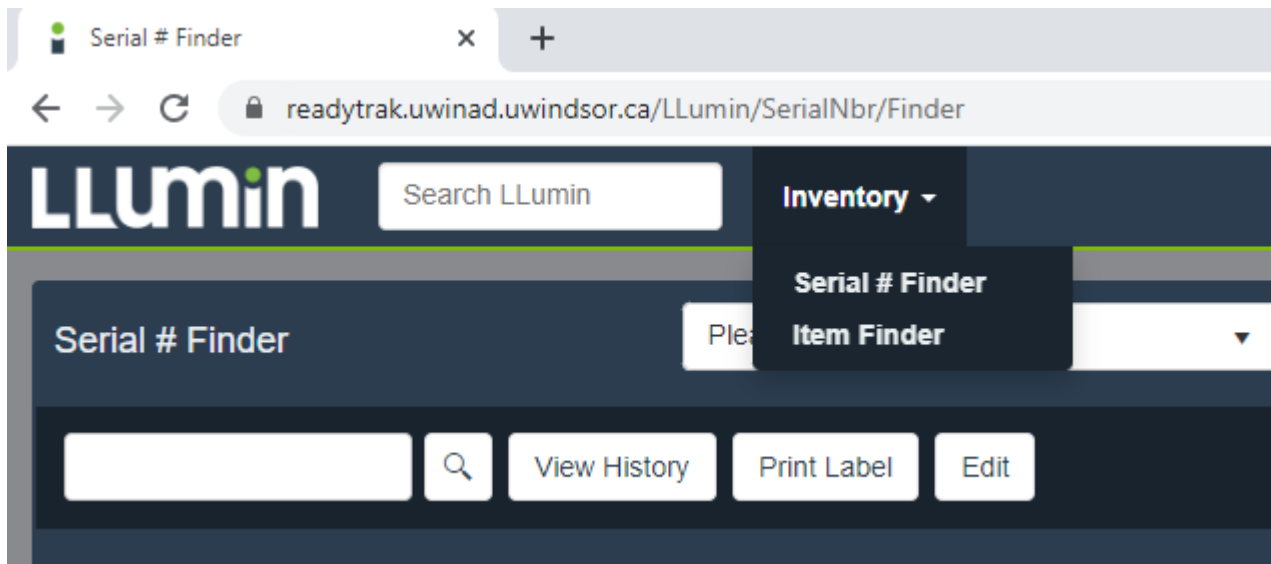 Serial # Finder
readytrak.uwinad.uwindsor.ca/LLumin/SerialNbr/Finder
LLumin
Search LLumin
Inventory
Serial # Finder
Item Finder
Serial # Finder
View History
Print Label
Edit